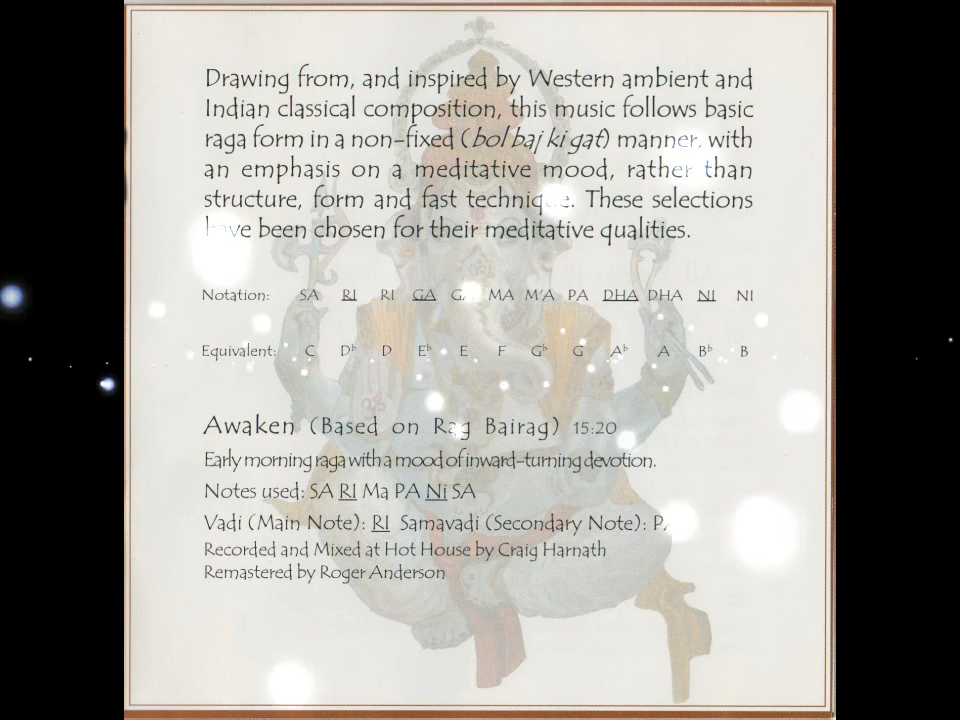 Drawing from, and inspired by Western ambient and
Indian classical composition, this music follows basic
raga form in a non-fixed (bol baj ki gat) manner, with
an emphasis on a meditative mood, rather than
structure, form and fast technique. These selections
have been chosen for their meditative qualities.
Notation: SA RI RI GA MA M'A PA DHA DHA NI NI
Equivalent: C D♭ D E♭ E F G♭ G A♭ A B♭ B
Awaken (Based on Rag Bairag) 15:20
Early morning raga with a mood of inward-turning devotion.
Notes used: SA RI Ma PA Ni SA
Vadi (Main Note): RI Samavadi (Secondary Note):
Recorded and Mixed at Hot House by Craig Harnath
Remastered by Roger Anderson